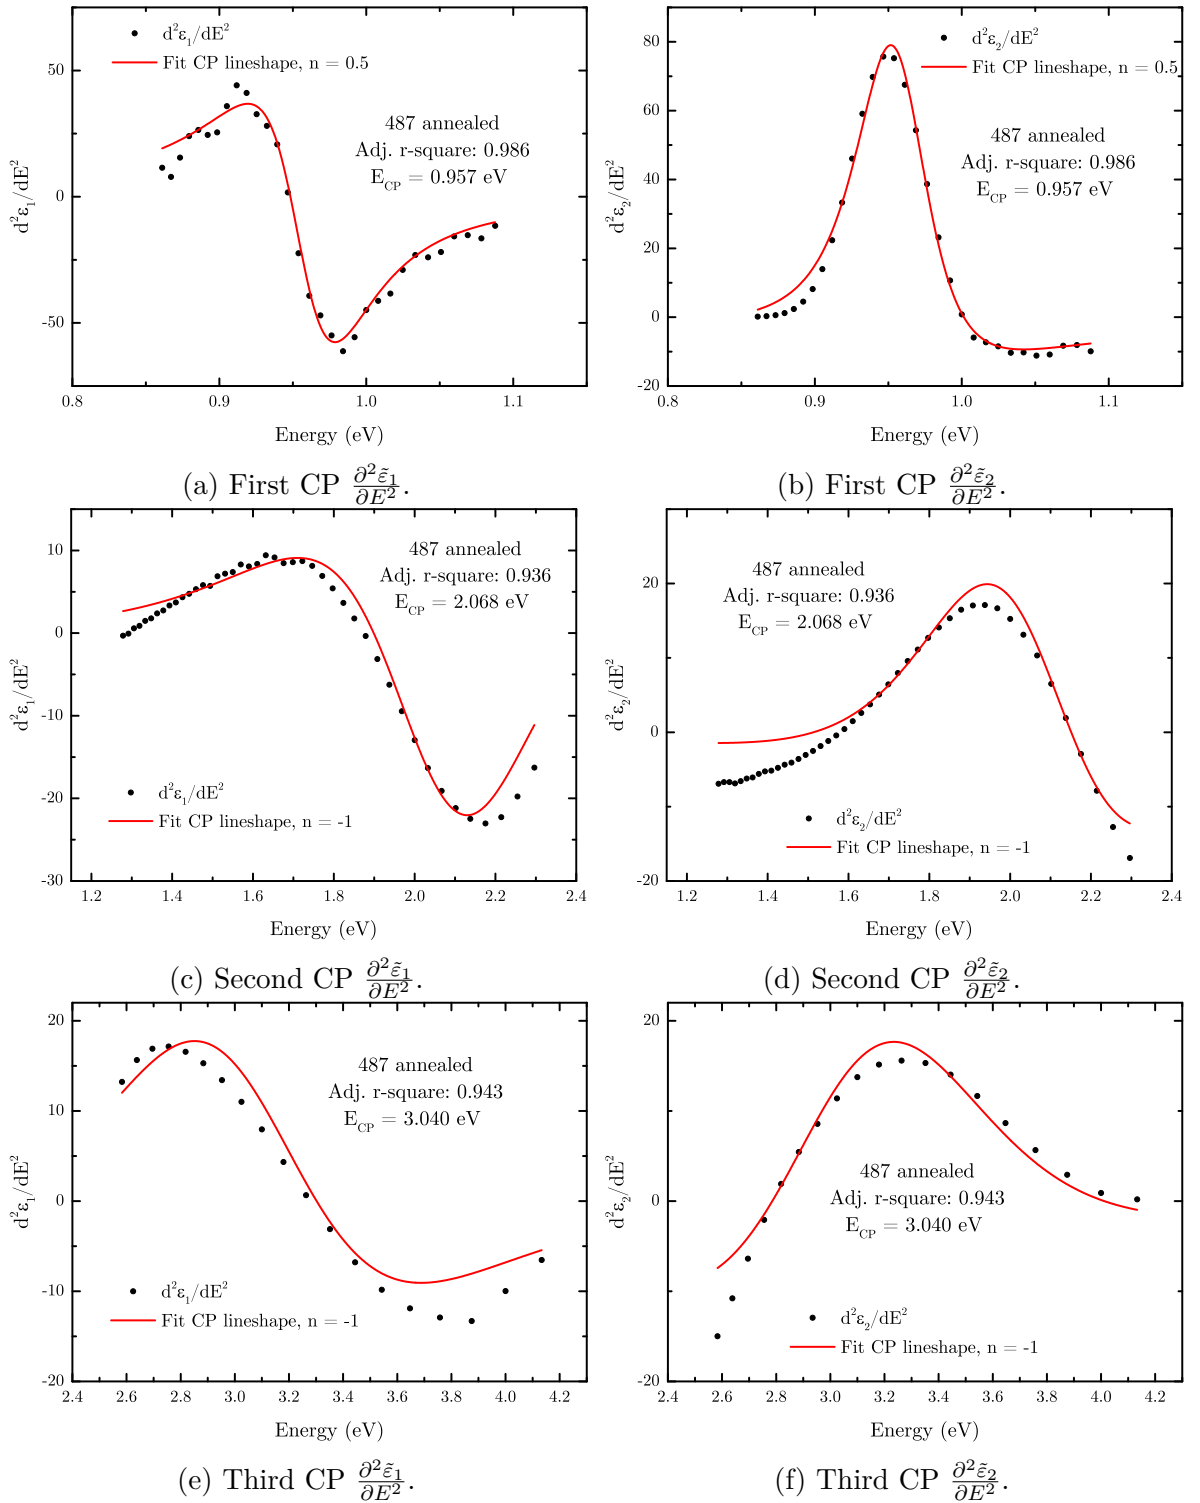 d²ε₁/dE²
Fit CP lineshape, n = 0.5
487 annealed
Adj. r-square: 0.986
E_CP = 0.957 eV
d²ε₁/dE²
50
0
-50
0.8 0.9 1.0 1.1
Energy (eV)
(a) First CP ∂²ε̃₁/∂E².
d²ε₂/dE²
Fit CP lineshape, n = 0.5
487 annealed
Adj. r-square: 0.986
E_CP = 0.957 eV
d²ε₂/dE²
80
60
40
20
0
-20
0.8 0.9 1.0 1.1
Energy (eV)
(b) First CP ∂²ε̃₂/∂E².
487 annealed
Adj. r-square: 0.936
E_CP = 2.068 eV
d²ε₁/dE²
Fit CP lineshape, n = -1
d²ε₁/dE²
10
0
-10
-20
-30
1.2 1.4 1.6 1.8 2.0 2.2 2.4
Energy (eV)
(c) Second CP ∂²ε̃₁/∂E².
487 annealed
Adj. r-square: 0.936
E_CP = 2.068 eV
d²ε₂/dE²
Fit CP lineshape, n = -1
d²ε₂/dE²
20
0
-20
1.2 1.4 1.6 1.8 2.0 2.2 2.4
Energy (eV)
(d) Second CP ∂²ε̃₂/∂E².
487 annealed
Adj. r-square: 0.943
E_CP = 3.040 eV
d²ε₁/dE²
Fit CP lineshape, n = -1
d²ε₁/dE²
20
10
0
-10
-20
2.4 2.6 2.8 3.0 3.2 3.4 3.6 3.8 4.0 4.2
Energy (eV)
(e) Third CP ∂²ε̃₁/∂E².
487 annealed
Adj. r-square: 0.943
E_CP = 3.040 eV
d²ε₂/dE²
Fit CP lineshape, n = -1
d²ε₂/dE²
20
10
0
-10
-20
2.4 2.6 2.8 3.0 3.2 3.4 3.6 3.8 4.0 4.2
Energy (eV)
(f) Third CP ∂²ε̃₂/∂E².